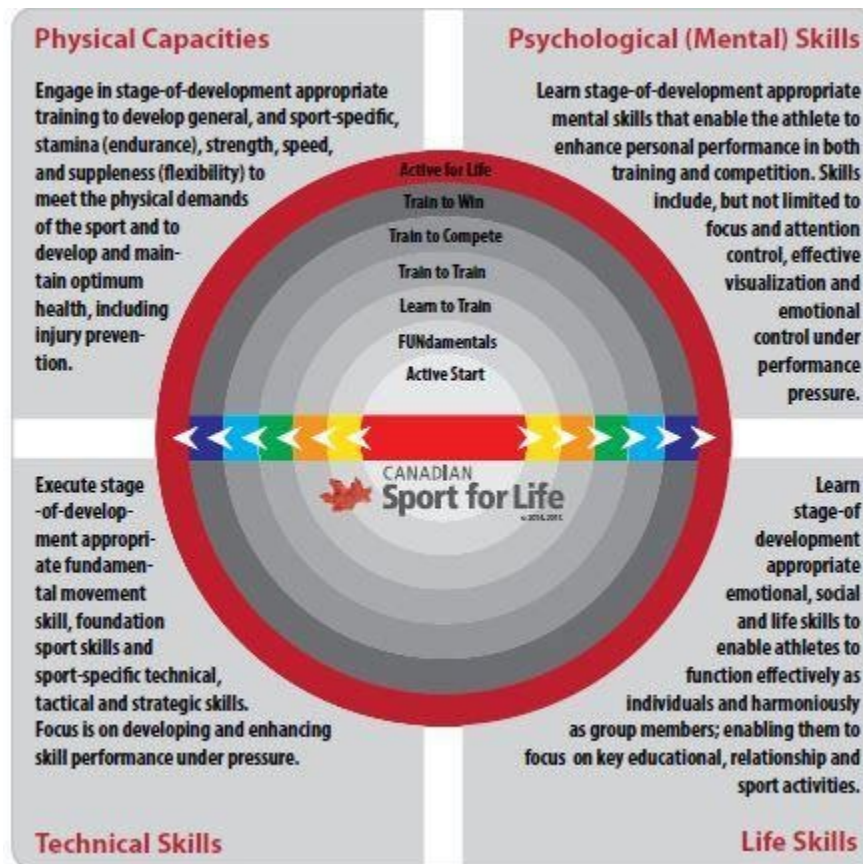 Physical Capacities
Engage in stage-of-development appropriate
training to develop general, and sport-specific,
stamina (endurance), strength, speed,
and suppleness (flexibility) to
meet the physical demands
of the sport and to
develop and main-
tain optimum
health, including
injury preven-
tion.
Psychological (Mental) Skills
Learn stage-of-development appropriate
mental skills that enable the athlete to
enhance personal performance in both
training and competition. Skills
include, but not limited to
focus and attention
control, effective
visualization and
emotional
control under
performance
pressure.
Active for Life
Train to Win
Train to Compete
Train to Train
Learn to Train
FUNdamentals
Active Start
CANADIAN
Sport for Life
Execute stage
-of-develop-
ment appropri-
ate fundamen-
tal movement
skill, foundation
sport skills and
sport-specific technical,
tactical and strategic skills.
Focus is on developing and enhancing
skill performance under pressure.
Technical Skills
Learn
stage-of
development
appropriate
emotional, social
and life skills to
enable athletes to
function effectively as
individuals and harmoniously
as group members; enabling them to
focus on key educational, relationship and
sport activities.
Life Skills